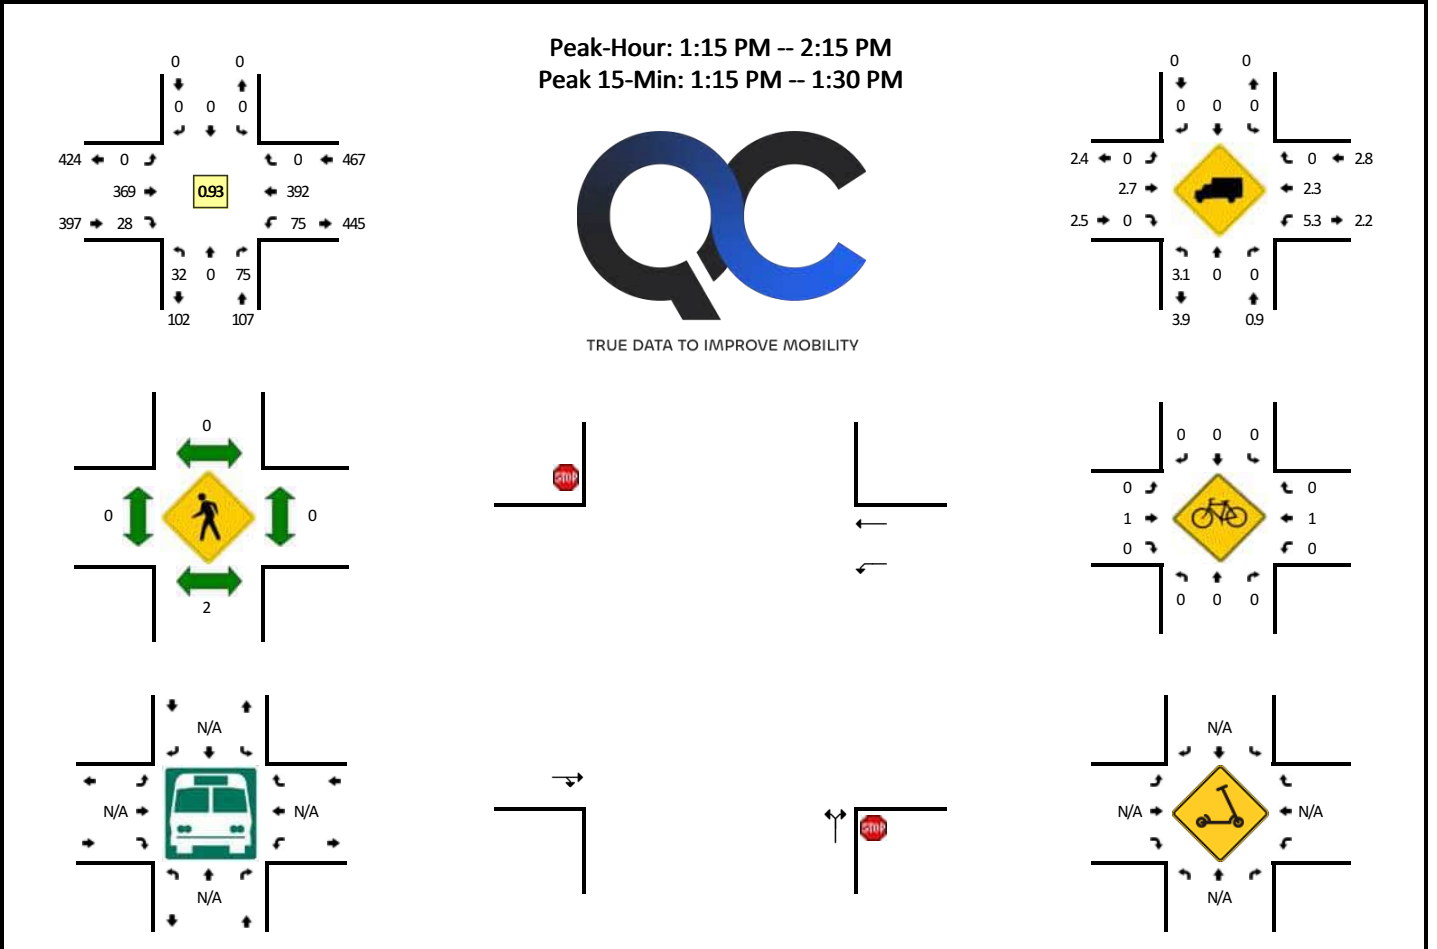 Peak-Hour: 1:15 PM -- 2:15 PM
Peak 15-Min: 1:15 PM -- 1:30 PM
0 0
0 0 0
424 0 0 467
369 0.93 392
397 28 75 445
32 0 75
102 107
TRUE DATA TO IMPROVE MOBILITY
0 0
0 0 0
2.4 0 0 2.8
2.7 2.3
2.5 0 5.3 2.2
3.1 0 0
3.9 0.9
0
0 0
2
STOP
STOP
0 0 0
0 0
1 1
0 0
0 0 0
N/A
N/A N/A
N/A
N/A
N/A N/A
N/A